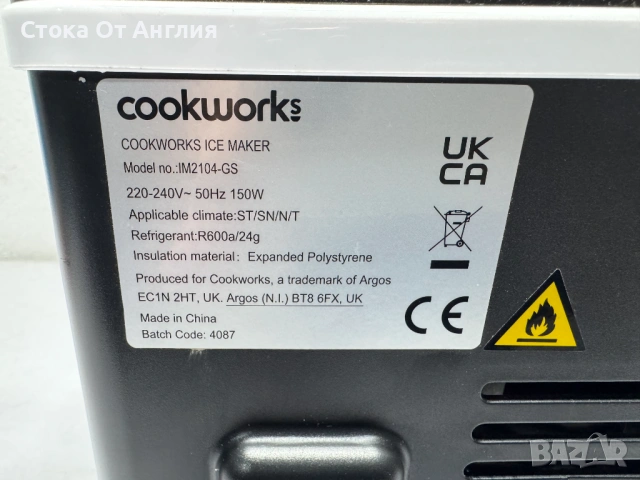 Стока От Англия
cookworks
COOKWORKS ICE MAKER
Model no.:IM2104-GS
220-240V~ 50Hz 150W
Applicable climate:ST/SN/N/T
Refrigerant:R600a/24g
Insulation material: Expanded Polystyrene
Produced for Cookworks, a trademark of Argos
EC1N 2HT, UK. Argos (N.I.) BT8 6FX, UK
Made in China
Batch Code: 4087
UK
CA
CE
BAZAR